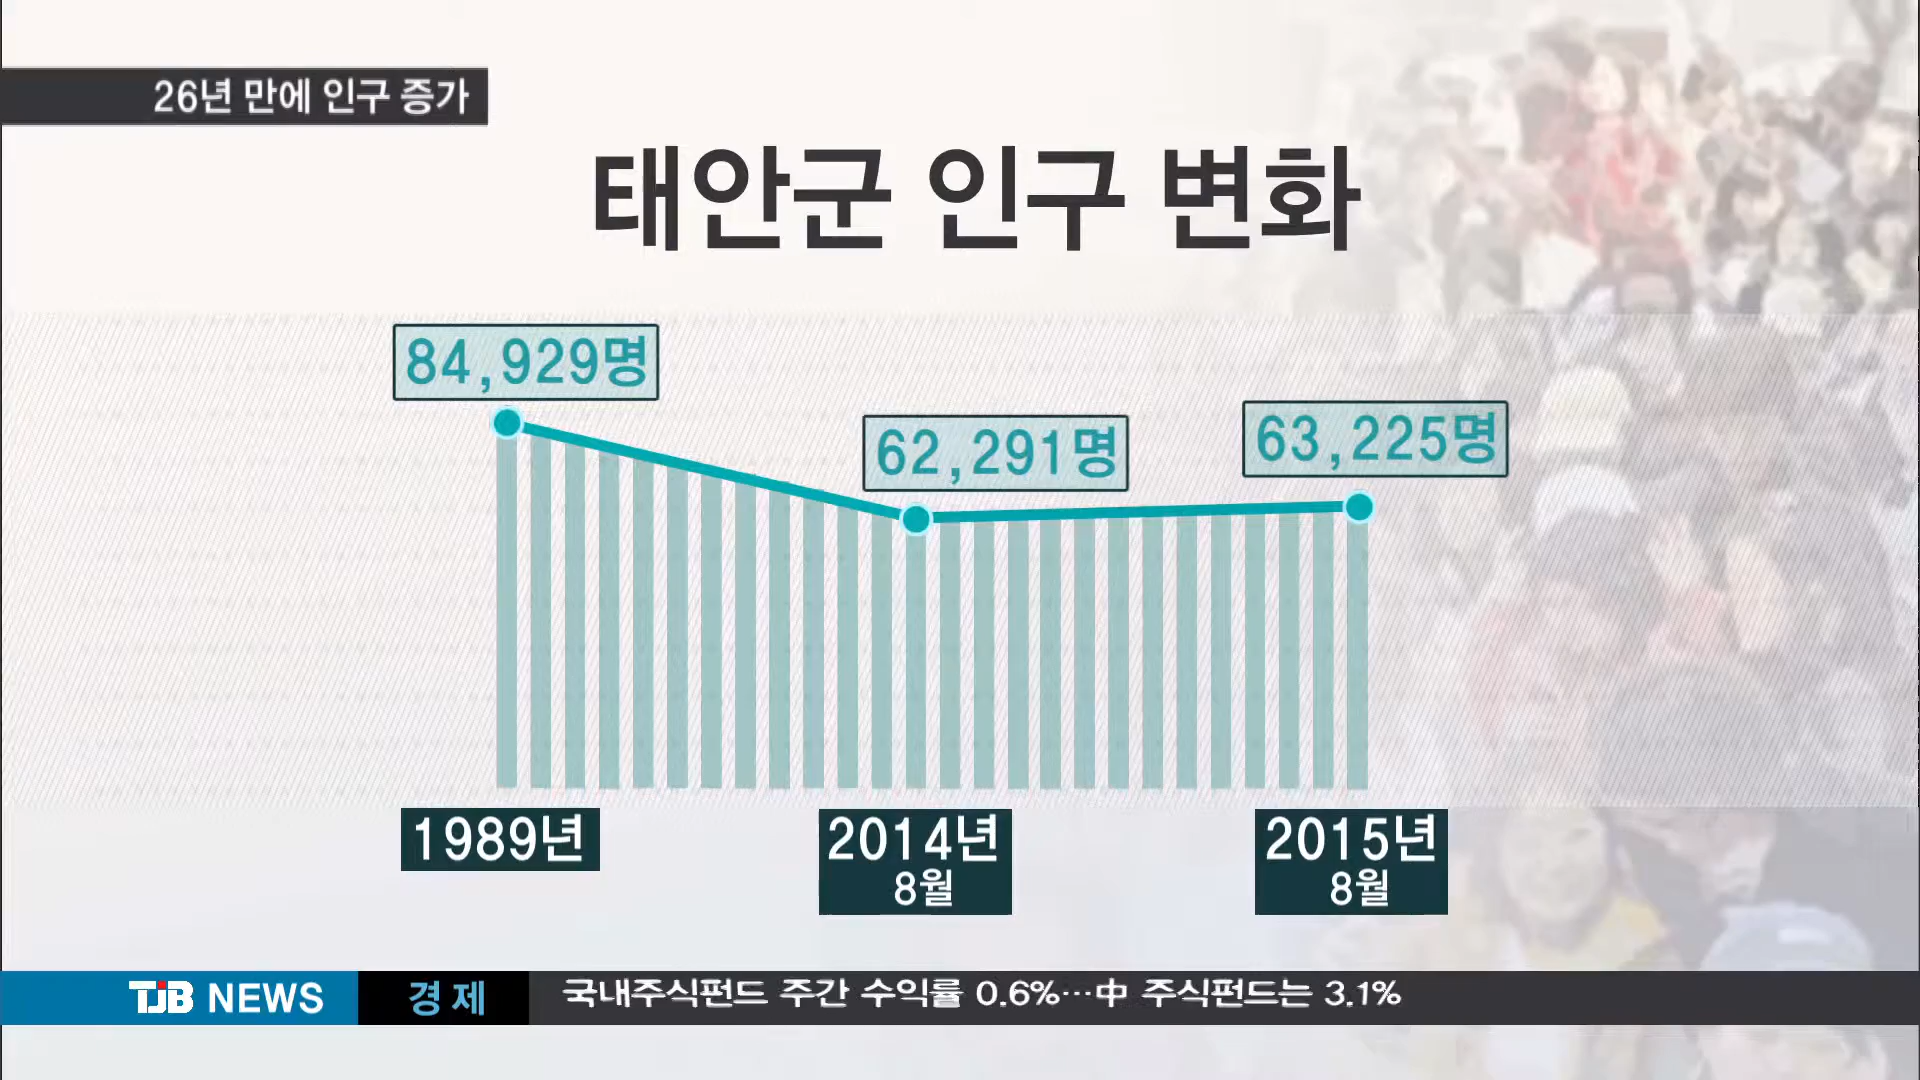 26년 만에 인구 증가
태안군 인구 변화
84,929명
62,291명
63,225명
1989년
2014년
8월
2015년
8월
TJB NEWS
경제
국내주식펀드 주간 수익률 0.6%…中 주식펀드는 3.1%